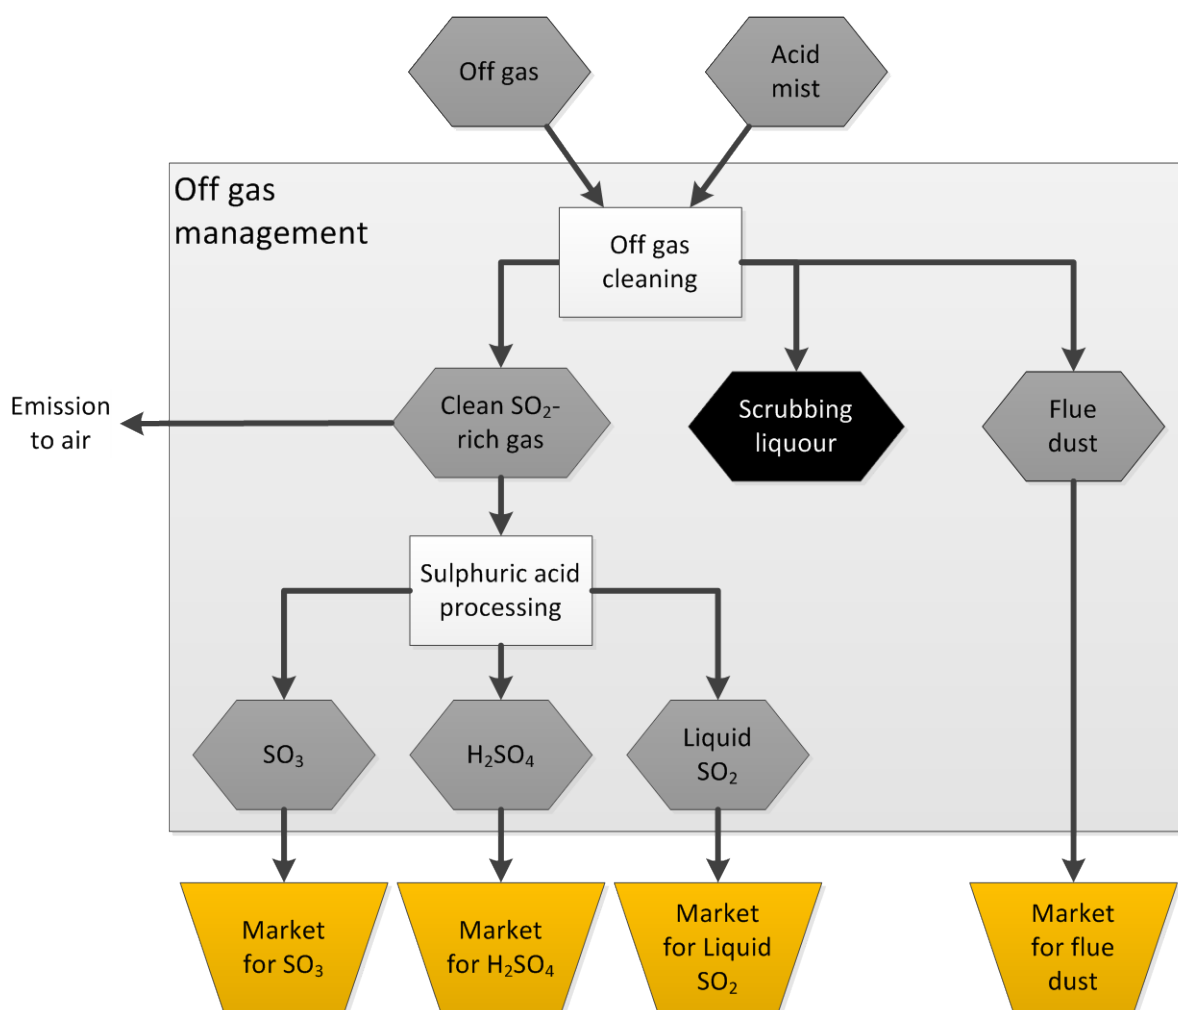 Off gas
Acid
mist
Off gas
management
Off gas
cleaning
Emission
to air
Clean SO₂-
rich gas
Scrubbing
liquour
Flue
dust
Sulphuric acid
processing
SO₃
H₂SO₄
Liquid
SO₂
Market
for SO₃
Market
for H₂SO₄
Market
for Liquid
SO₂
Market
for flue
dust